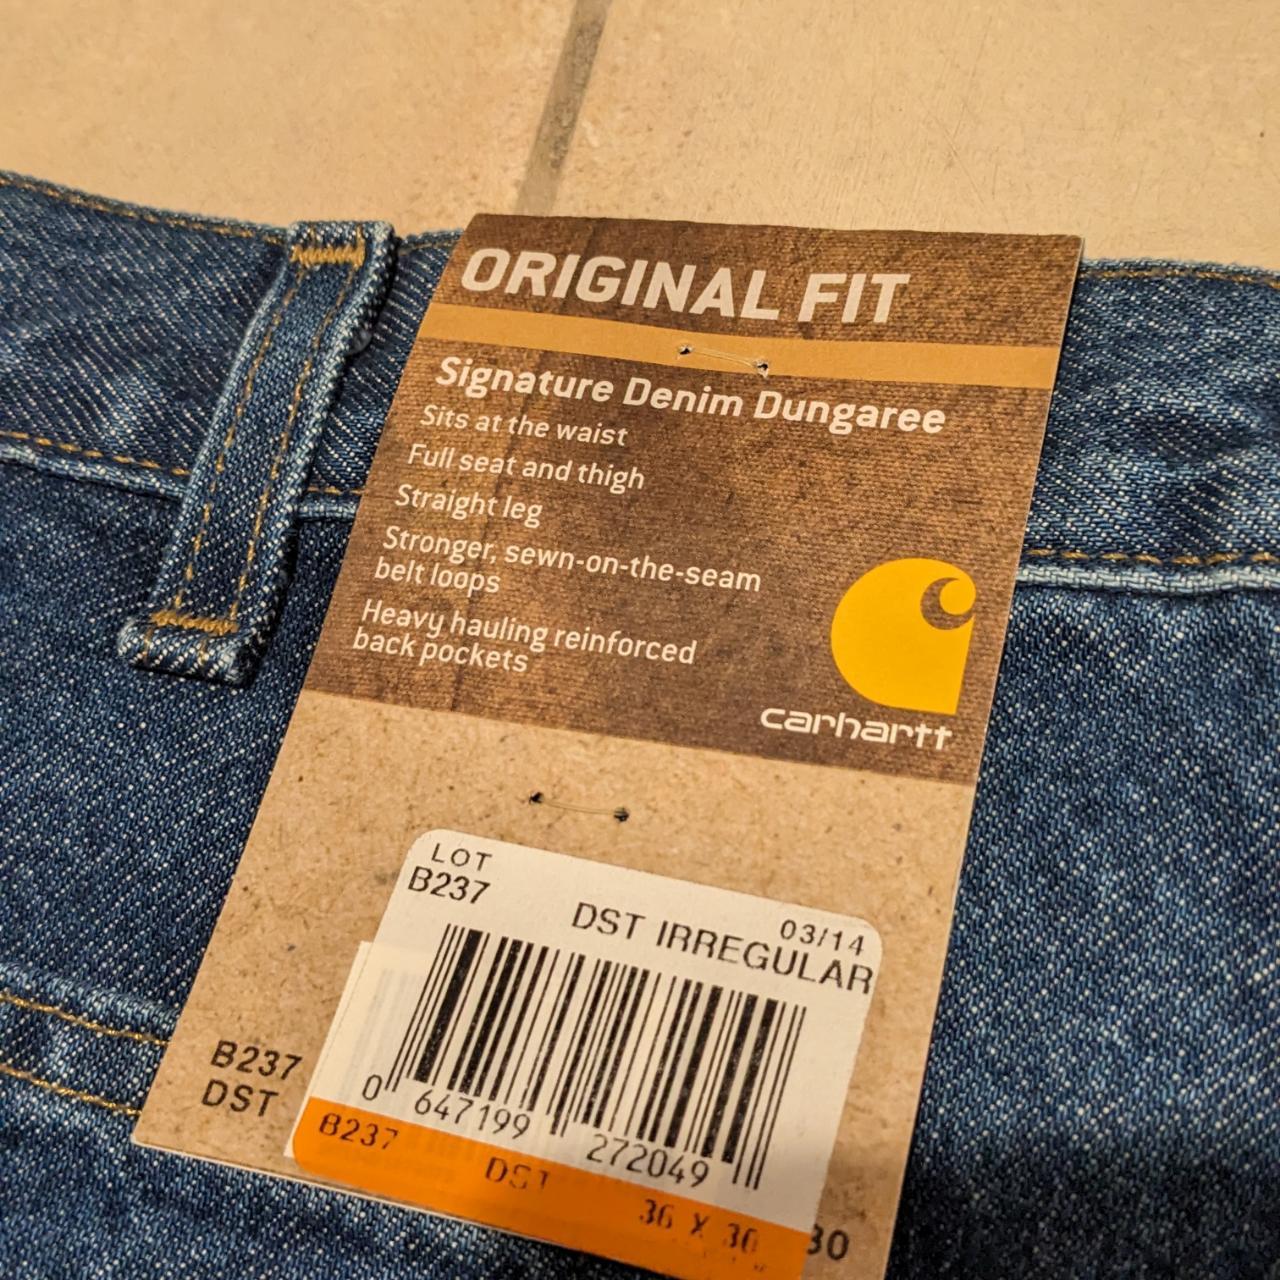 ORIGINAL FIT
Signature Denim Dungaree
Sits at the waist
Full seat and thigh
Straight leg
Stronger, sewn-on-the-seam
belt loops
Heavy hauling reinforced
back pockets
carhartt
LOT
B237
03/14
DST IRREGULAR
0 647199 272049
B237
DST
B237
DST
36 X 30
30